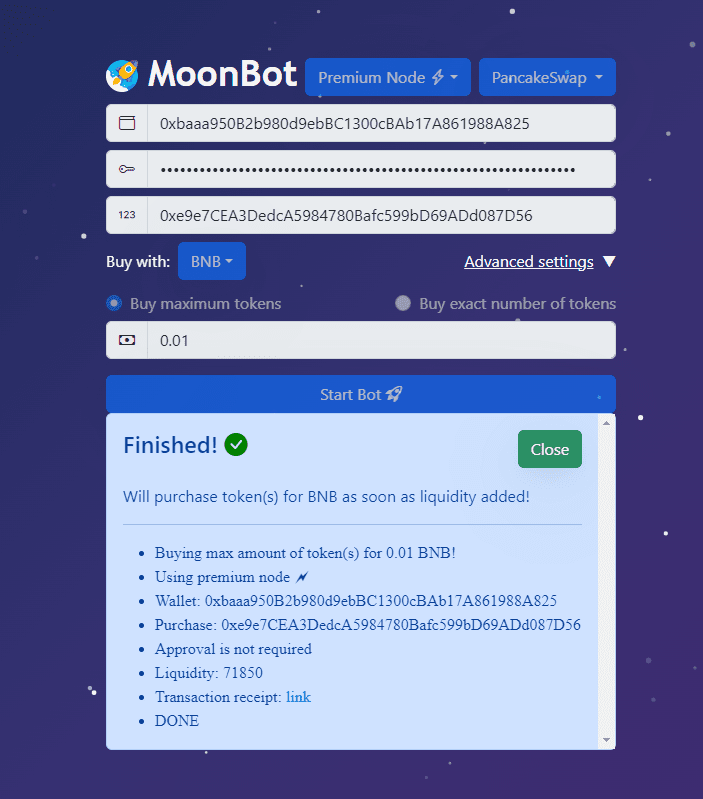 MoonBot Premium Node PancakeSwap
0xbaaa950B2b980d9ebBC1300cBAb17A861988A825
123 0xe9e7CEA3DedcA5984780Bafc599bD69ADd087D56
Buy with: BNB Advanced settings
Buy maximum tokens Buy exact number of tokens
0.01
Start Bot
Finished! Close
Will purchase token(s) for BNB as soon as liquidity added!
Buying max amount of token(s) for 0.01 BNB!
Using premium node
Wallet: 0xbaaa950B2b980d9ebBC1300cBAb17A861988A825
Purchase: 0xe9e7CEA3DedcA5984780Bafc599bD69ADd087D56
Approval is not required
Liquidity: 71850
Transaction receipt: link
DONE